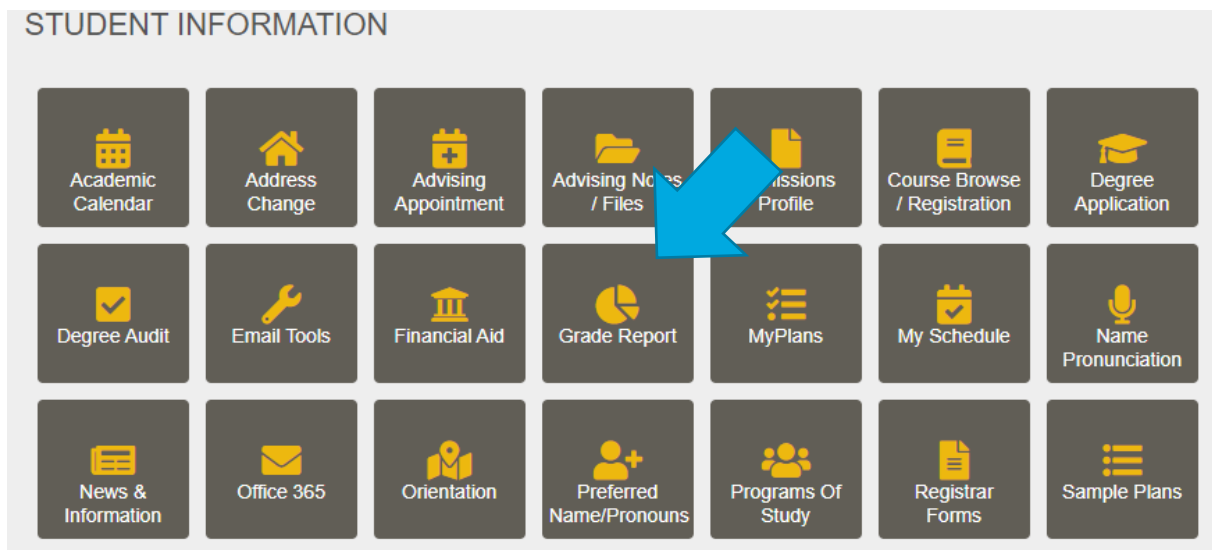 STUDENT INFORMATION
Academic
Calendar
Address
Change
Advising
Appointment
Advising Notes
/ Files
Profile
Course Browse
/ Registration
Degree
Application
Degree Audit
Email Tools
Financial Aid
Grade Report
MyPlans
My Schedule
Name
Pronunciation
News &
Information
Office 365
Orientation
Preferred
Name/Pronouns
Programs Of
Study
Registrar
Forms
Sample Plans